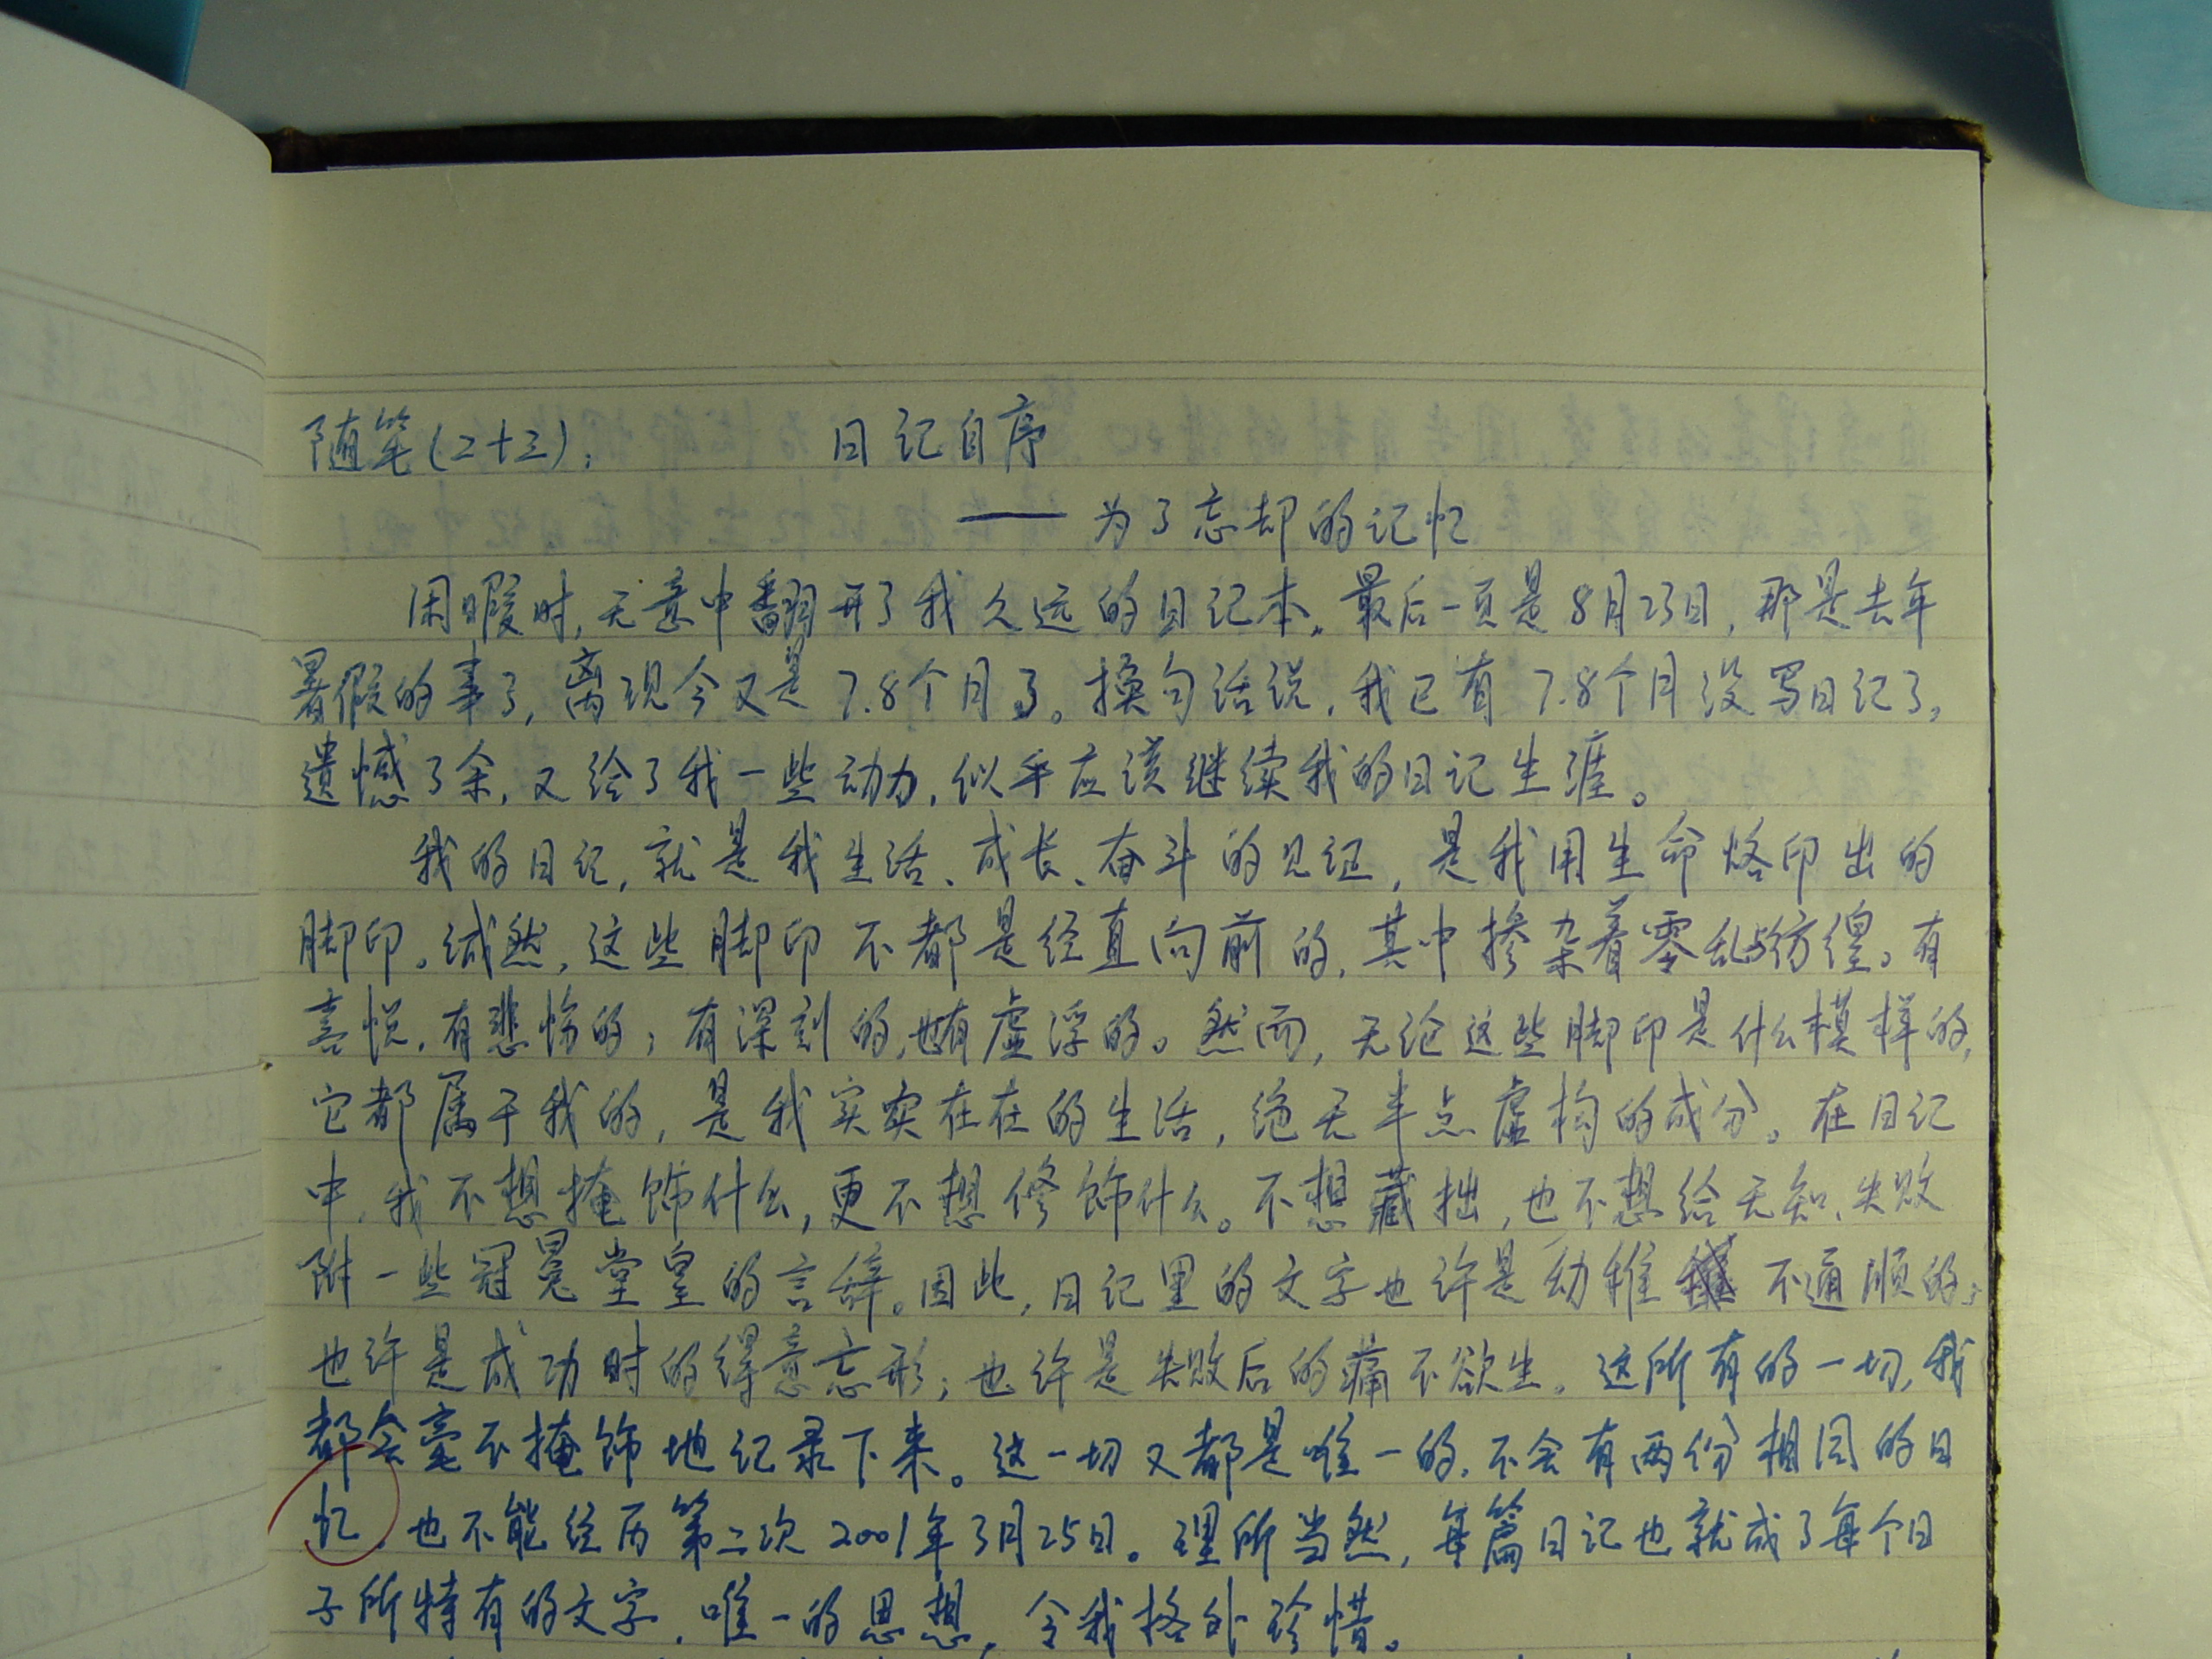 随笔(二十三): 日记自序
—— 为了忘却的记忆
闲暇时,无意中翻开了我久远的日记本。最后一页是8月23日,那是去年
暑假的事了,离现今又是7.8个月了。换句话说,我已有7.8个月没写日记了,
遗憾了余,又给了我一些动力,似乎应该继续我的日记生涯。
我的日记,就是我生活、成长、奋斗的见证,是我用生命烙印出的
脚印。诚然,这些脚印不都是径直向前的,其中掺杂着零乱与彷徨。有
喜悦,有悲怆的;有深刻的,也有虚浮的。然而,无论这些脚印是什么模样的,
它都属于我的,是我实实在在的生活,绝无半点虚构的成分。在日记
中,我不想掩饰什么,更不想修饰什么。不想藏拙,也不想给无知、失败
附一些冠冕堂皇的言辞。因此,日记里的文字也许是幼稚不通顺的;
也许是成功时的得意忘形;也许是失败后的痛不欲生。这所有的一切,我
都会毫不掩饰地记录下来。这一切又都是唯一的,不会有两份相同的日
忆,也不能经历第二次2001年3月25日。理所当然,每篇日记也就成了每个日
子所特有的文字,唯一的思想,令我格外珍惜。